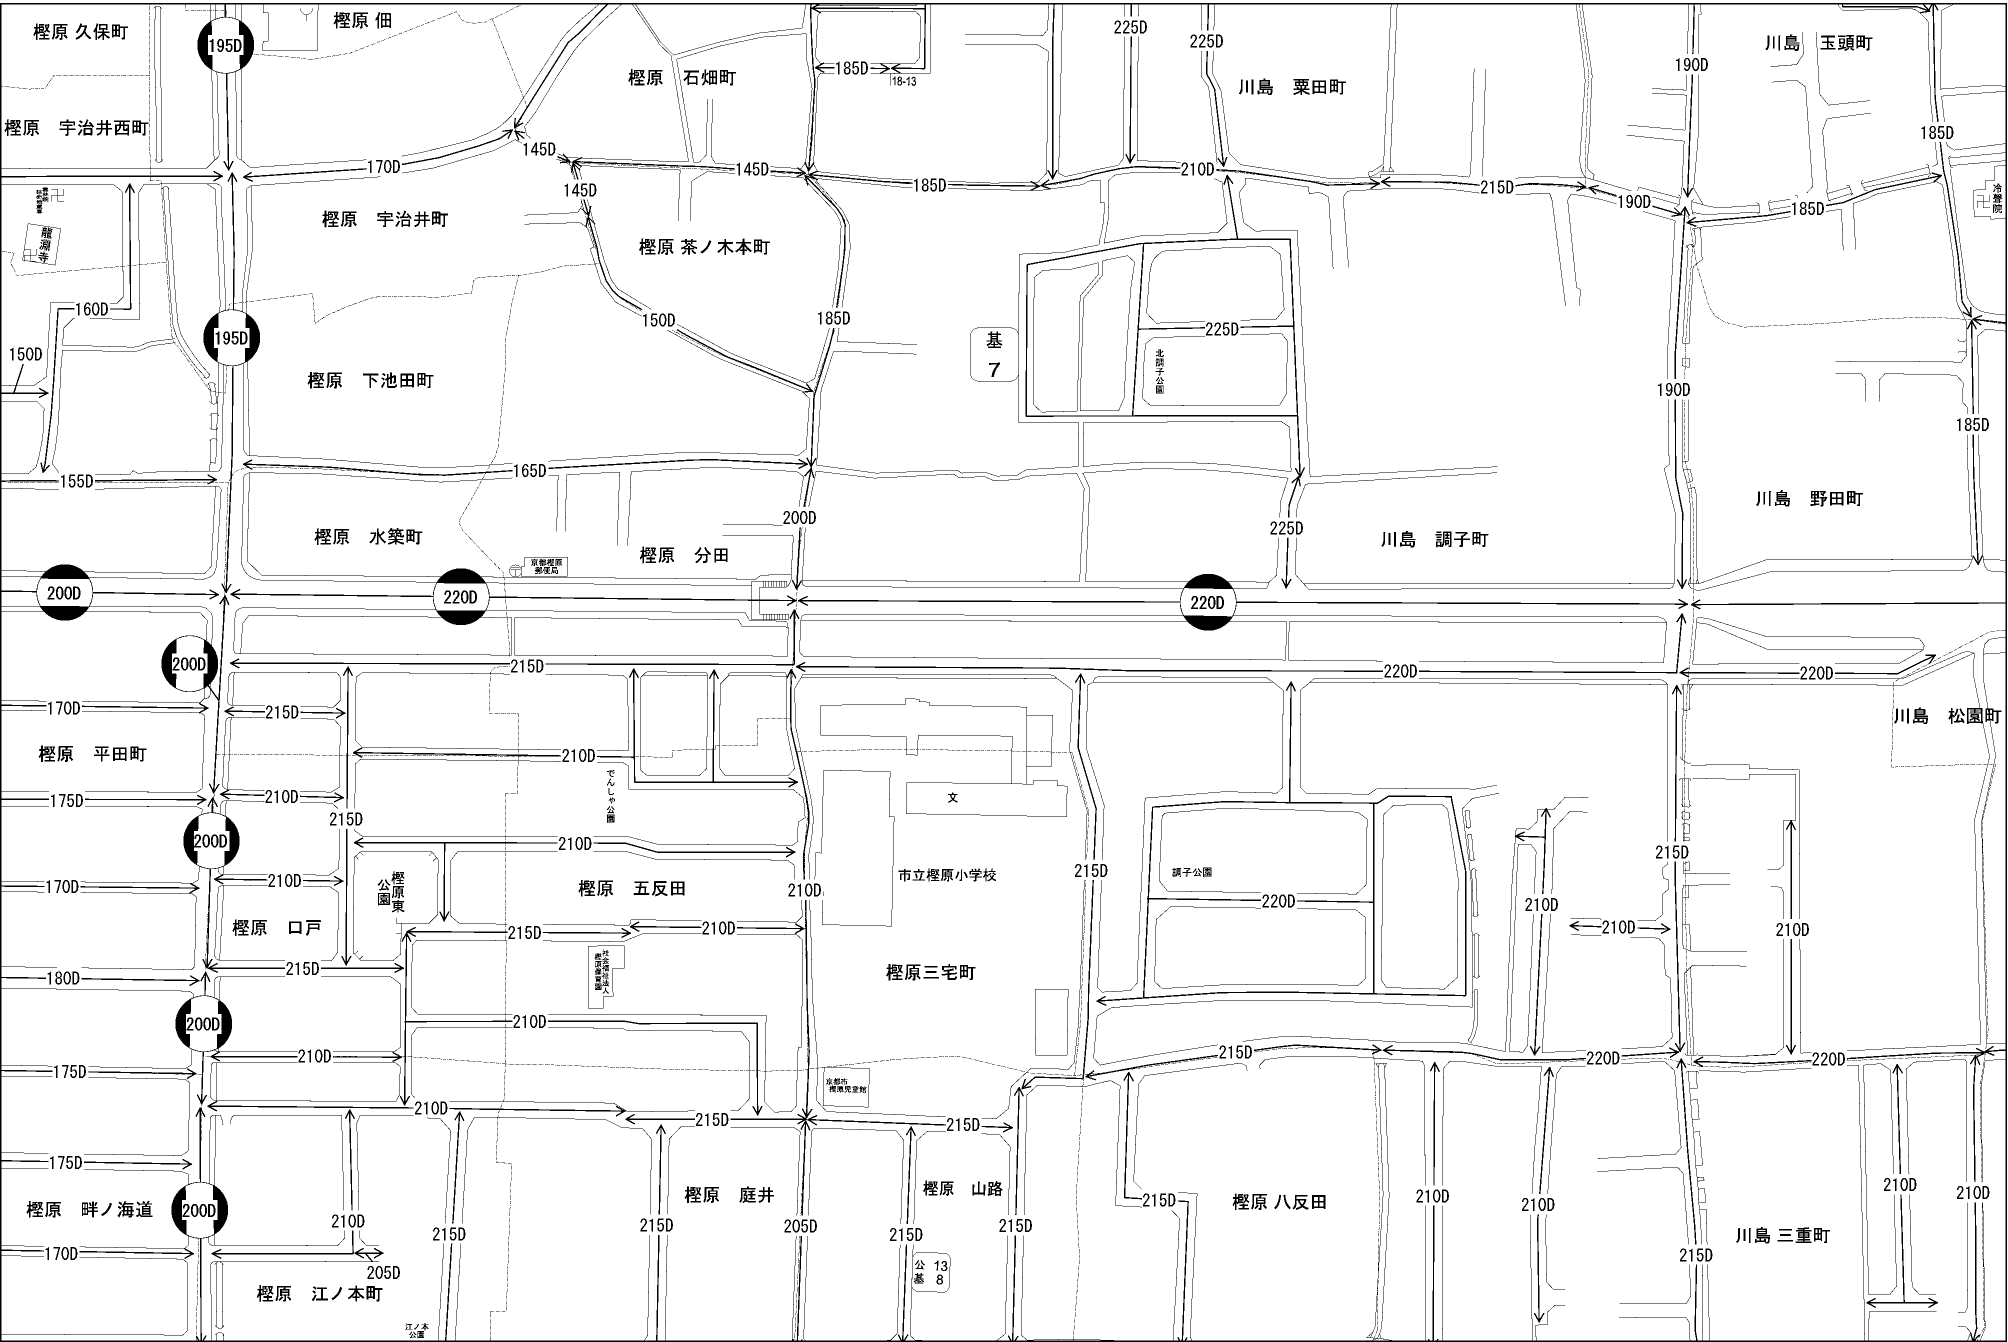 樫原 久保町
195D
樫原 佃
225D
225D
190D
川島 玉頭町
樫原 石畑町
185D
18-13
川島 粟田町
樫原 宇治井西町
145D
170D
145D
210D
185D
145D
185D
215D
190D
185D
冷聲院
龍淵寺
樫原 宇治井町
樫原 茶ノ木本町
160D
195D
150D
185D
225D
基
7
北調子公園
150D
樫原 下池田町
190D
185D
165D
155D
200D
225D
川島 野田町
樫原 水築町
樫原 分田
川島 調子町
京都樫原
郵便局
200D
220D
220D
200D
215D
220D
220D
170D
215D
川島 松園町
樫原 平田町
210D
でんしゃ公園
175D
210D
215D
文
200D
210D
215D
215D
170D
210D
樫原東
公園
樫原 五反田
210D
市立樫原小学校
調子公園
220D
210D
樫原 口戸
215D
210D
210D
210D
180D
215D
社会福祉法人
樫原保育園
樫原三宅町
200D
210D
210D
215D
220D
220D
175D
京都市
樫原児童館
210D
215D
215D
175D
樫原 庭井
樫原 山路
215D
樫原 八反田
210D
210D
210D
210D
樫原 畔ノ海道
200D
210D
215D
215D
205D
215D
215D
川島 三重町
215D
170D
205D
公 13
基 8
樫原 江ノ本町
江ノ本
公園